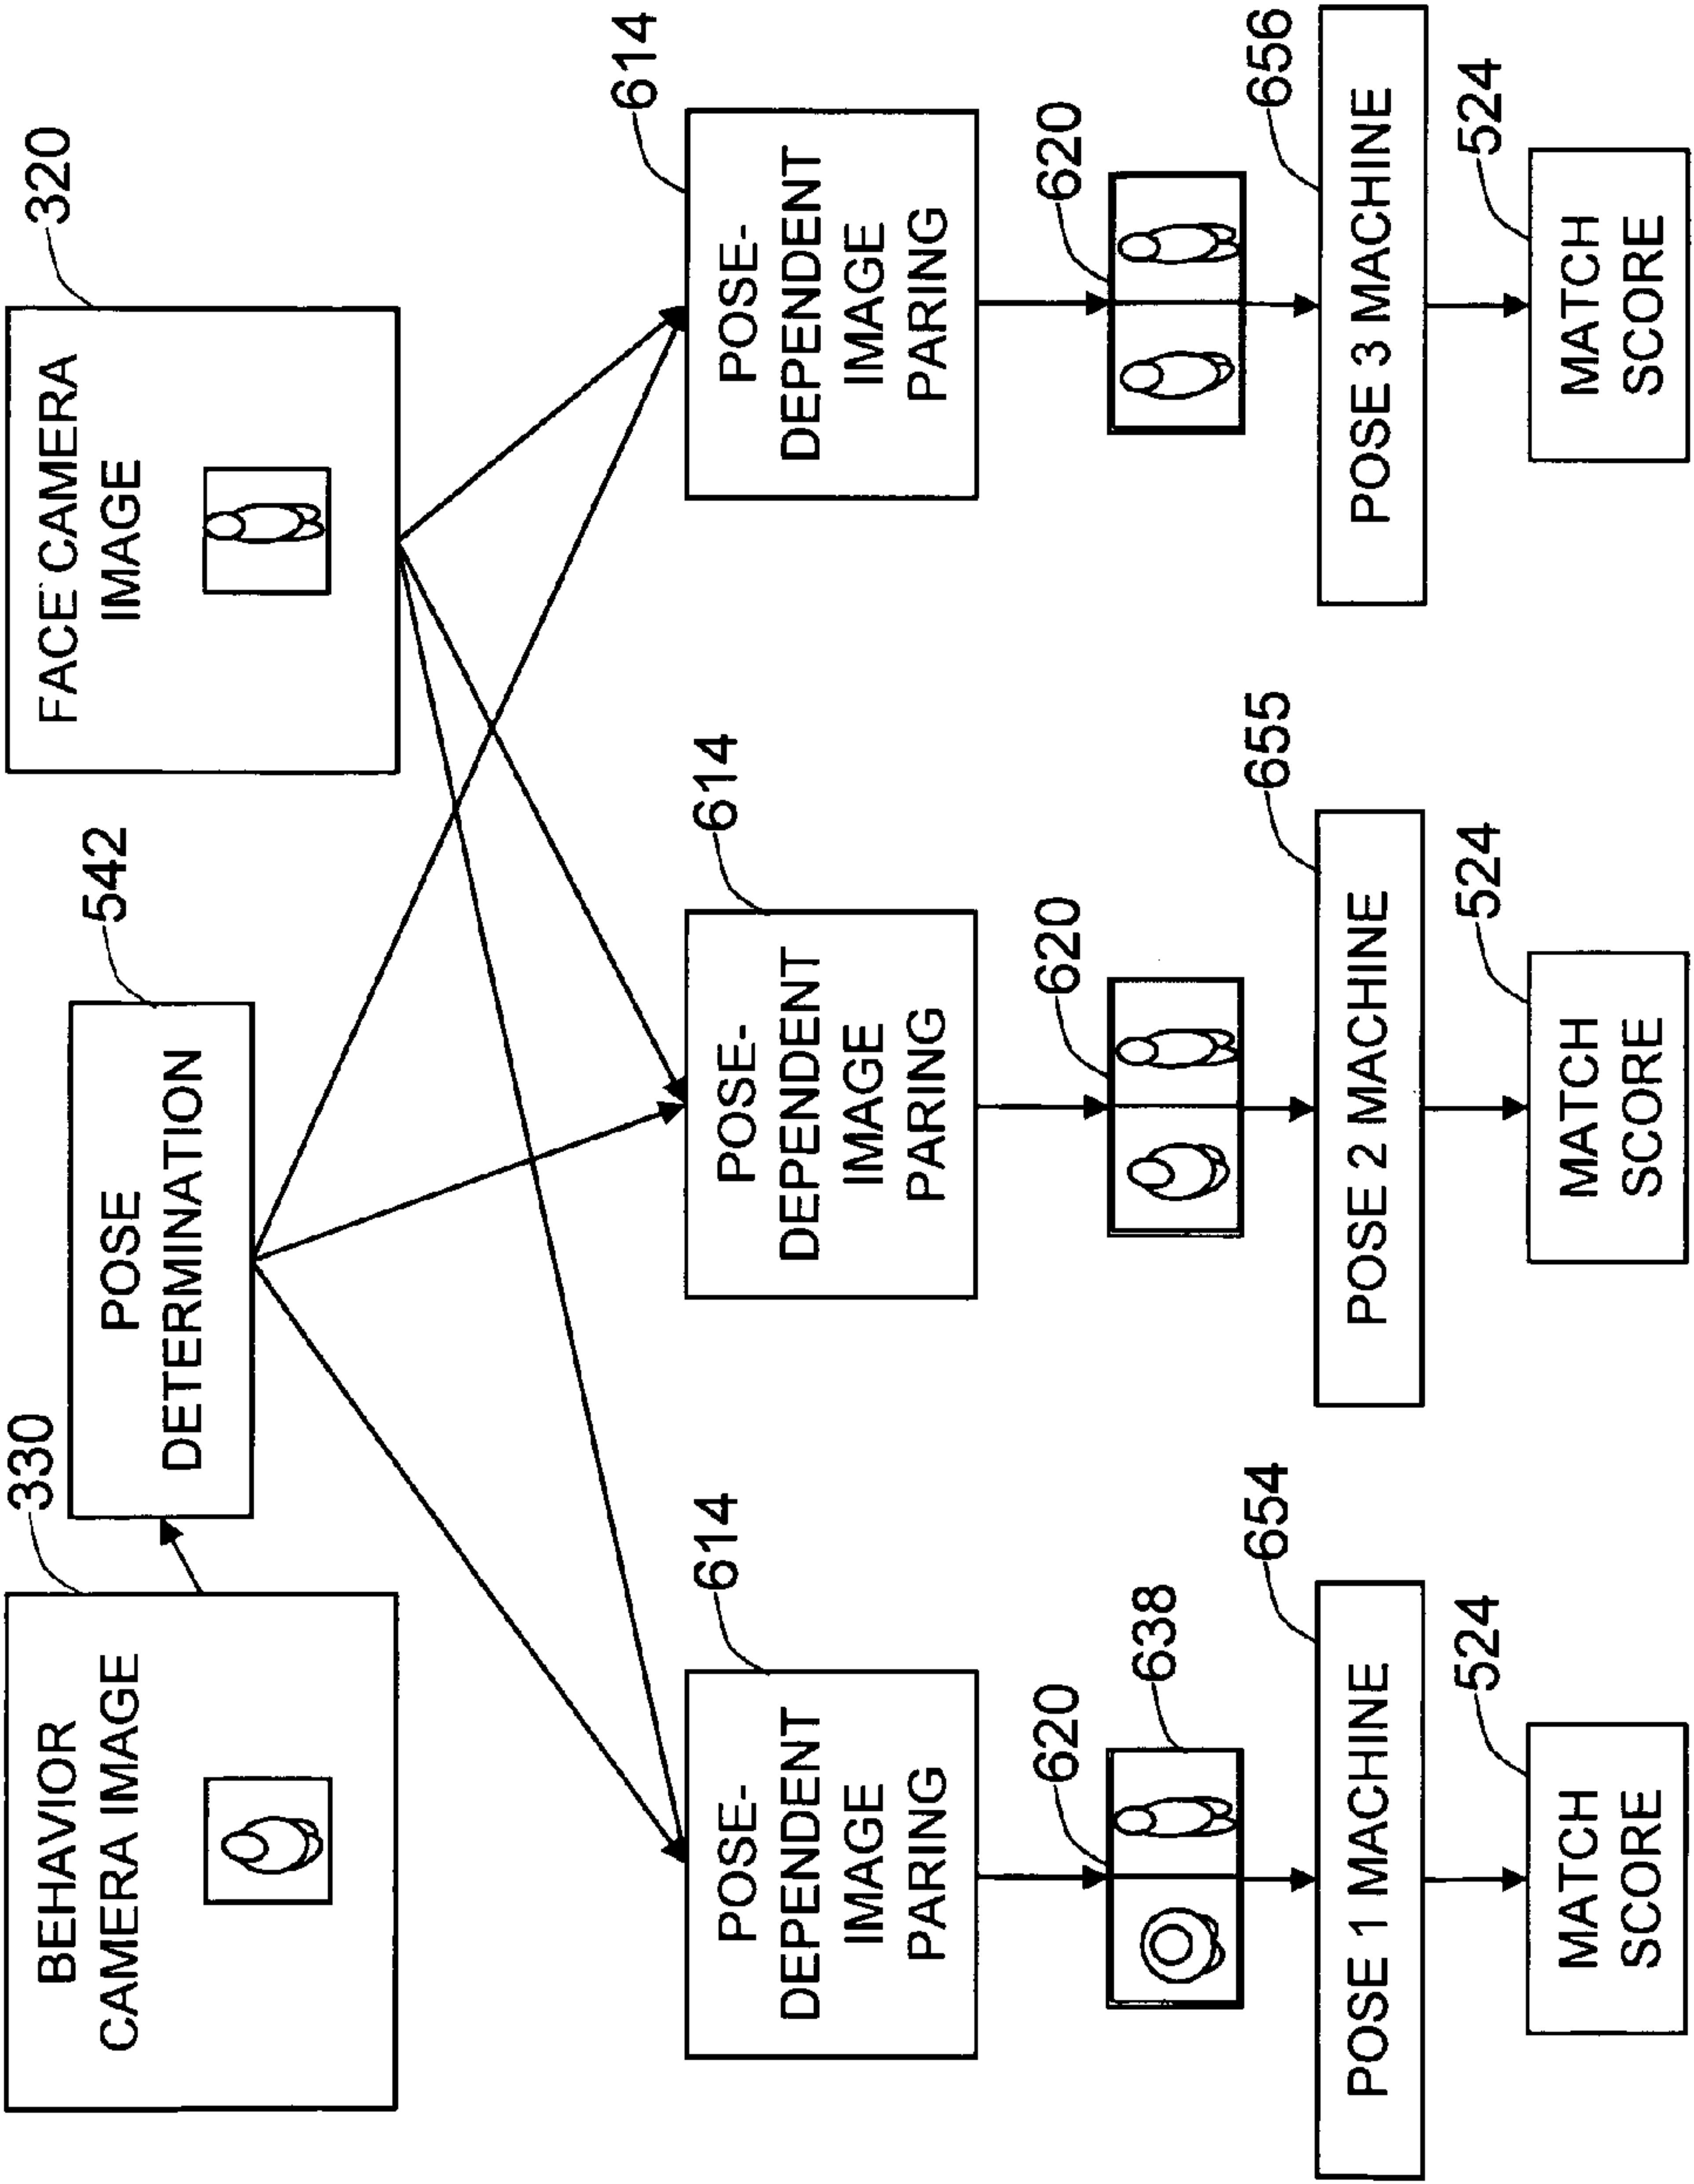 BEHAVIOR
CAMERA IMAGE
330
POSE
DETERMINATION
542
FACE CAMERA
IMAGE
320
POSE-
DEPENDENT
IMAGE
PARING
614
POSE-
DEPENDENT
IMAGE
PARING
614
POSE-
DEPENDENT
IMAGE
PARING
614
620
638
620
620
POSE 1 MACHINE
654
POSE 2 MACHINE
655
POSE 3 MACHINE
656
MATCH
SCORE
524
MATCH
SCORE
524
MATCH
SCORE
524